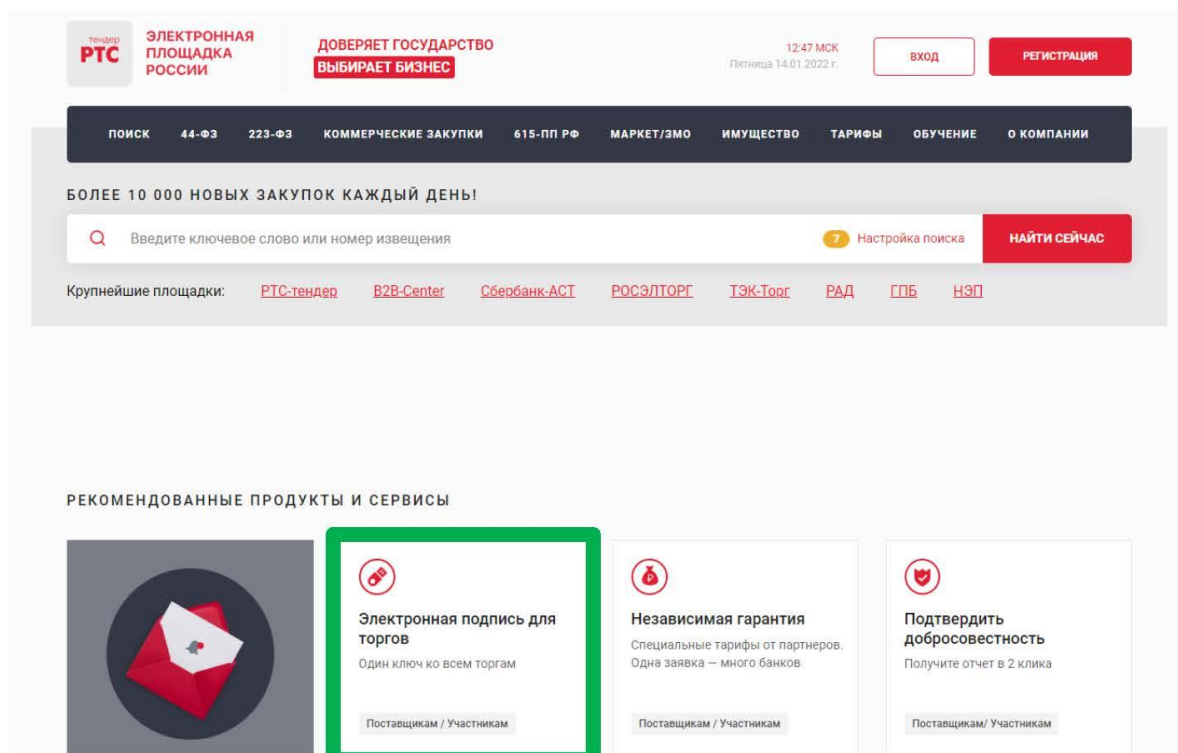 тендер
РТС
ЭЛЕКТРОННАЯ
ПЛОЩАДКА
РОССИИ
ДОВЕРЯЕТ ГОСУДАРСТВО
ВЫБИРАЕТ БИЗНЕС
12:47 МСК
Пятница 14.01.2022 г.
ВХОД
РЕГИСТРАЦИЯ
ПОИСК 44-ФЗ 223-ФЗ КОММЕРЧЕСКИЕ ЗАКУПКИ 615-ПП РФ МАРКЕТ/ЗМО ИМУЩЕСТВО ТАРИФЫ ОБУЧЕНИЕ О КОМПАНИИ
БОЛЕЕ 10 000 НОВЫХ ЗАКУПОК КАЖДЫЙ ДЕНЬ!
Введите ключевое слово или номер извещения 7 Настройка поиска НАЙТИ СЕЙЧАС
Крупнейшие площадки: РТС-тендер B2B-Center Сбербанк-АСТ РОСЭЛТОРГ ТЭК-Торг РАД ГПБ НЭП
РЕКОМЕНДОВАННЫЕ ПРОДУКТЫ И СЕРВИСЫ
Электронная подпись для
торгов
Один ключ ко всем торгам
Поставщикам / Участникам
Независимая гарантия
Специальные тарифы от партнеров.
Одна заявка — много банков
Поставщикам / Участникам
Подтвердить
добросовестность
Получите отчет в 2 клика
Поставщикам/ Участникам